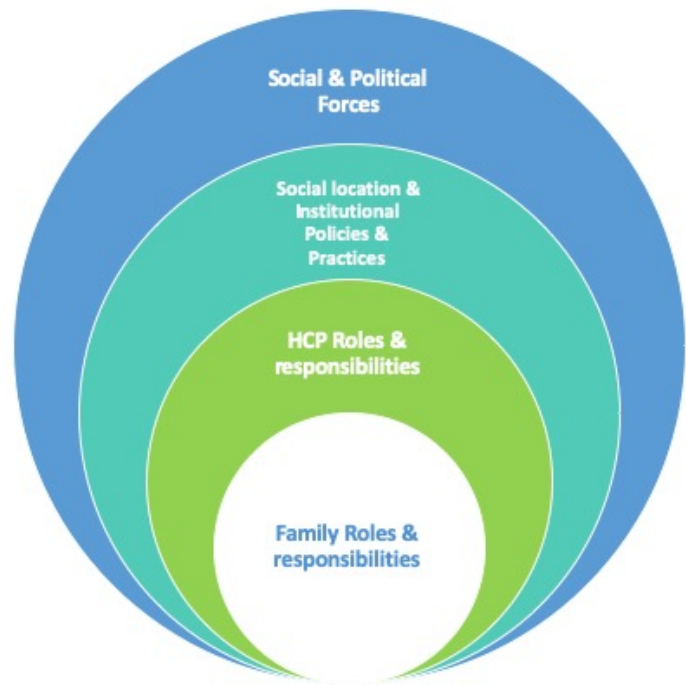 Social & Political
Forces
Social location &
Institutional
Policies &
Practices
HCP Roles &
responsibilities
Family Roles &
responsibilities